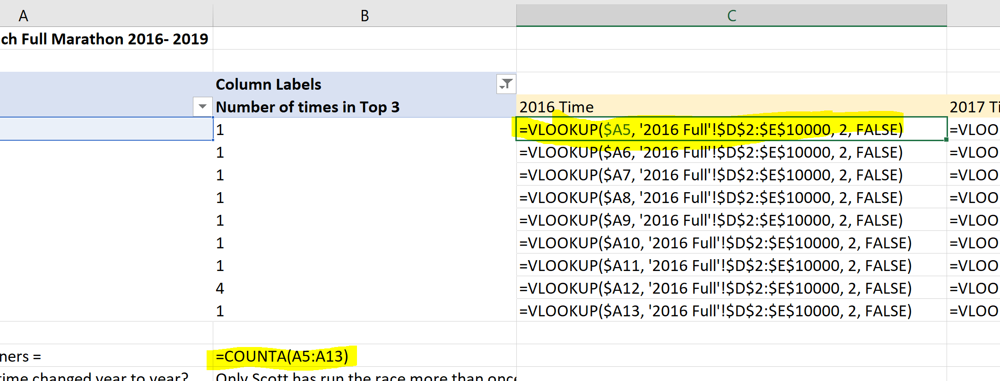 A B C
ch Full Marathon 2016- 2019
Column Labels
Number of times in Top 3 2016 Time 2017 Ti
1 =VLOOKUP($A5, '2016 Full'!$D$2:$E$10000, 2, FALSE) =VLOO
1 =VLOOKUP($A6, '2016 Full'!$D$2:$E$10000, 2, FALSE) =VLOO
1 =VLOOKUP($A7, '2016 Full'!$D$2:$E$10000, 2, FALSE) =VLOO
1 =VLOOKUP($A8, '2016 Full'!$D$2:$E$10000, 2, FALSE) =VLOO
1 =VLOOKUP($A9, '2016 Full'!$D$2:$E$10000, 2, FALSE) =VLOO
1 =VLOOKUP($A10, '2016 Full'!$D$2:$E$10000, 2, FALSE) =VLOO
1 =VLOOKUP($A11, '2016 Full'!$D$2:$E$10000, 2, FALSE) =VLOO
4 =VLOOKUP($A12, '2016 Full'!$D$2:$E$10000, 2, FALSE) =VLOO
1 =VLOOKUP($A13, '2016 Full'!$D$2:$E$10000, 2, FALSE) =VLOO
ners = =COUNTA(A5:A13)
time changed year to year? Only Scott has run the race more than once